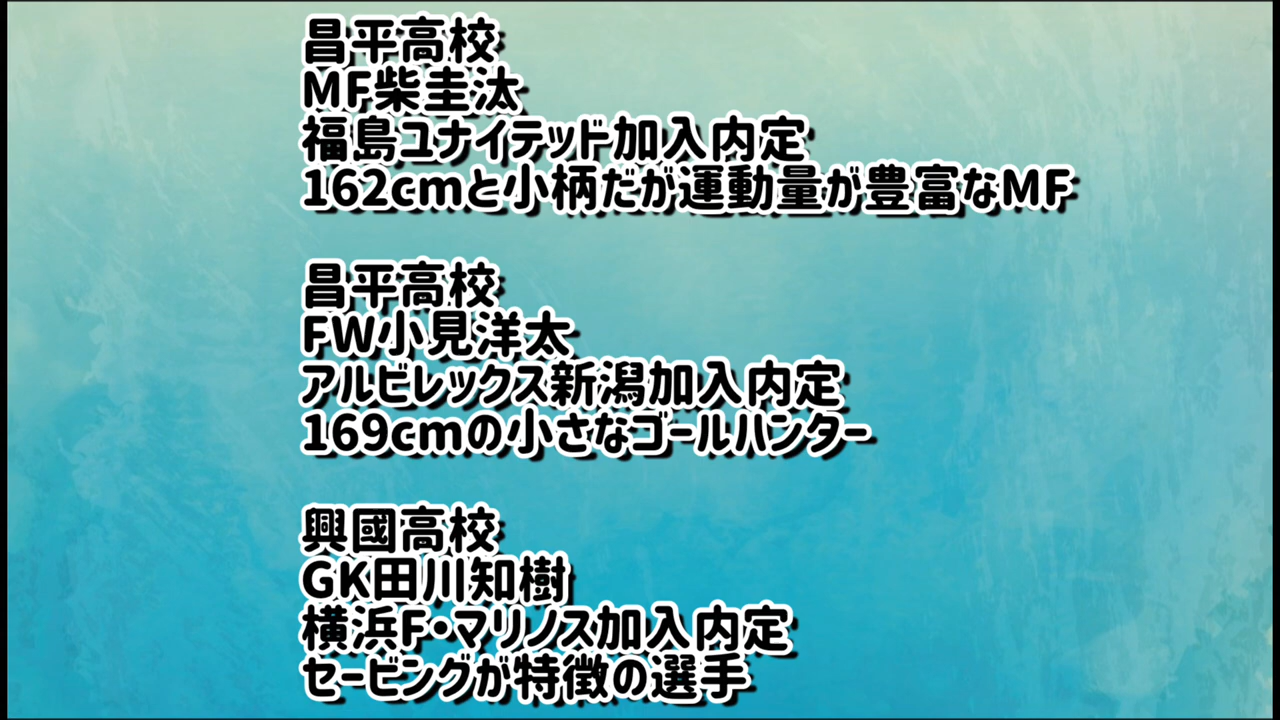 昌平高校
MF柴圭汰
福島ユナイテッド加入内定
162cmと小柄だが運動量が豊富なMF
昌平高校
FW小見洋太
アルビレックス新潟加入内定
169cmの小さなゴールハンター
興國高校
GK田川知樹
横浜F・マリノス加入内定
セービングが特徴の選手